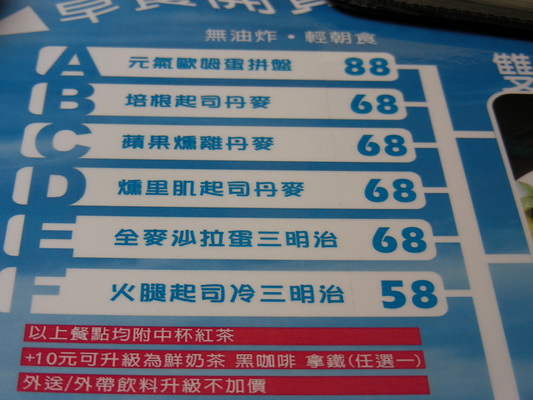 早餐開
無油炸・輕朝食
A 元氣歐姆蛋拼盤 88
B 培根起司丹麥 68
C 蘋果燻雞丹麥 68
D 燻里肌起司丹麥 68
E 全麥沙拉蛋三明治 68
F 火腿起司冷三明治 58
以上餐點均附中杯紅茶
+10元可升級為鮮奶茶 黑咖啡 拿鐵(任選一)
外送/外帶飲料升級不加價
雙